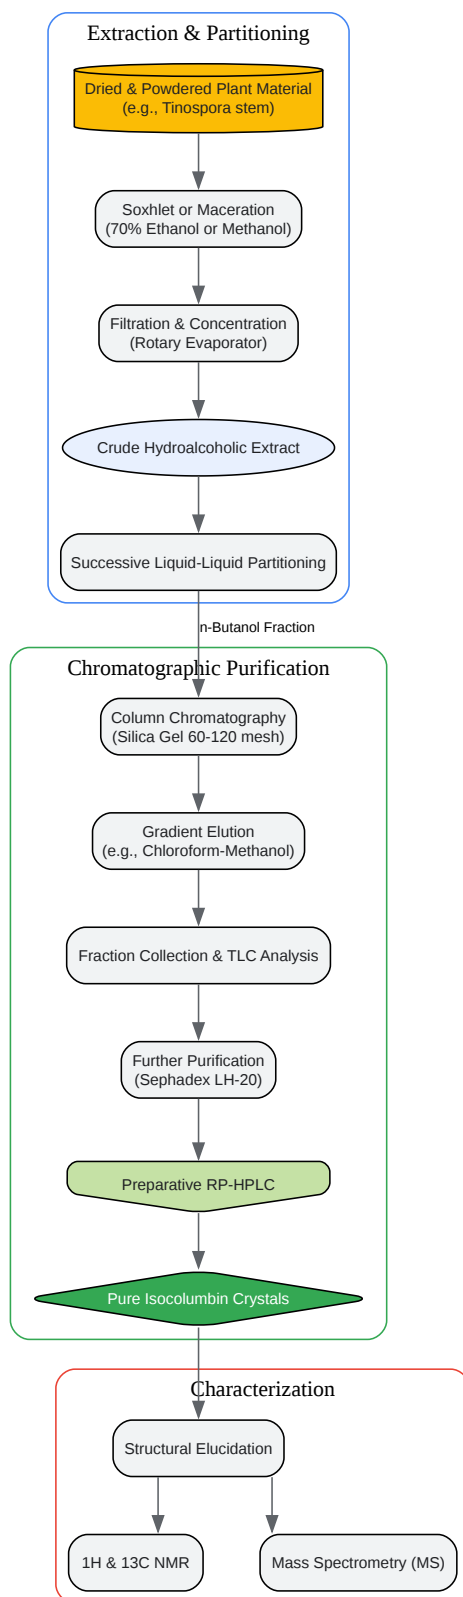 Extraction & Partitioning
Dried & Powdered Plant Material
(e.g., Tinospora stem)
Soxhlet or Maceration
(70% Ethanol or Methanol)
Filtration & Concentration
(Rotary Evaporator)
Crude Hydroalcoholic Extract
Successive Liquid-Liquid Partitioning
n-Butanol Fraction
Chromatographic Purification
Column Chromatography
(Silica Gel 60-120 mesh)
Gradient Elution
(e.g., Chloroform-Methanol)
Fraction Collection & TLC Analysis
Further Purification
(Sephadex LH-20)
Preparative RP-HPLC
Pure Isocolumbin Crystals
Characterization
Structural Elucidation
1H & 13C NMR
Mass Spectrometry (MS)